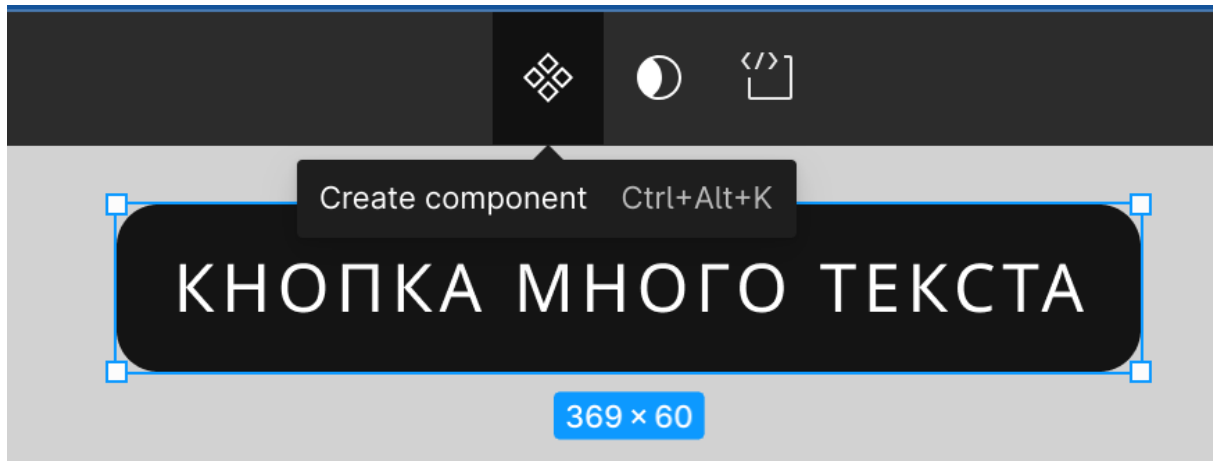 </>
Create component Ctrl+Alt+K
КНОПКА МНОГО ТЕКСТА
369 × 60